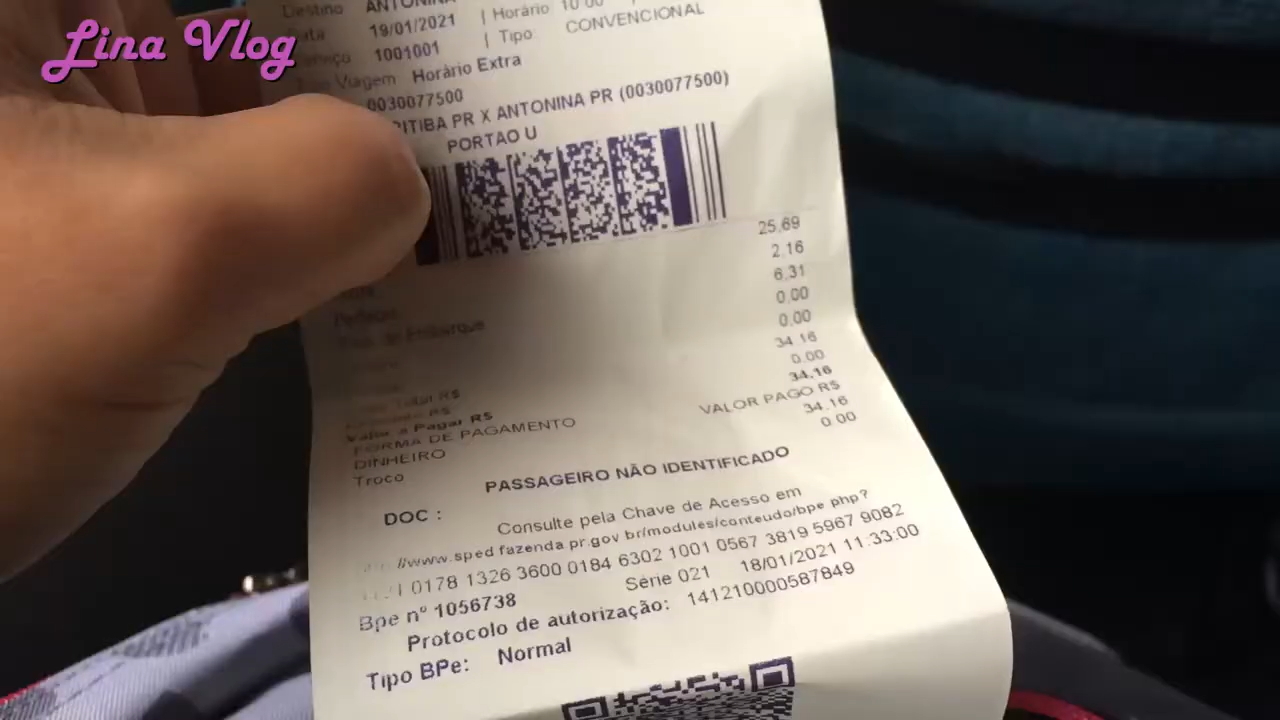 Lina Vlog
Destino ANTONINA
19/01/2021 | Horário 10:00
1001001 | Tipo CONVENCIONAL
Viagem Horário Extra
0030077500
PR X ANTONINA PR (0030077500)
PORTAO U
25,69
2,16
6,31
0,00
0,00
34,16
0,00
Valor a Pagar R$ 34,16
FORMA DE PAGAMENTO VALOR PAGO R$
DINHEIRO 34,16
Troco 0,00
PASSAGEIRO NÃO IDENTIFICADO
DOC :
Consulte pela Chave de Acesso em
//www.sped fazenda pr.gov br/modules/conteudo/bpe php?
0178 1326 3600 0184 6302 1001 0567 3819 5967 9082
Bpe nº 1056738 Série 021 18/01/2021 11:33:00
Protocolo de autorização: 141210000587849
Tipo BPe: Normal